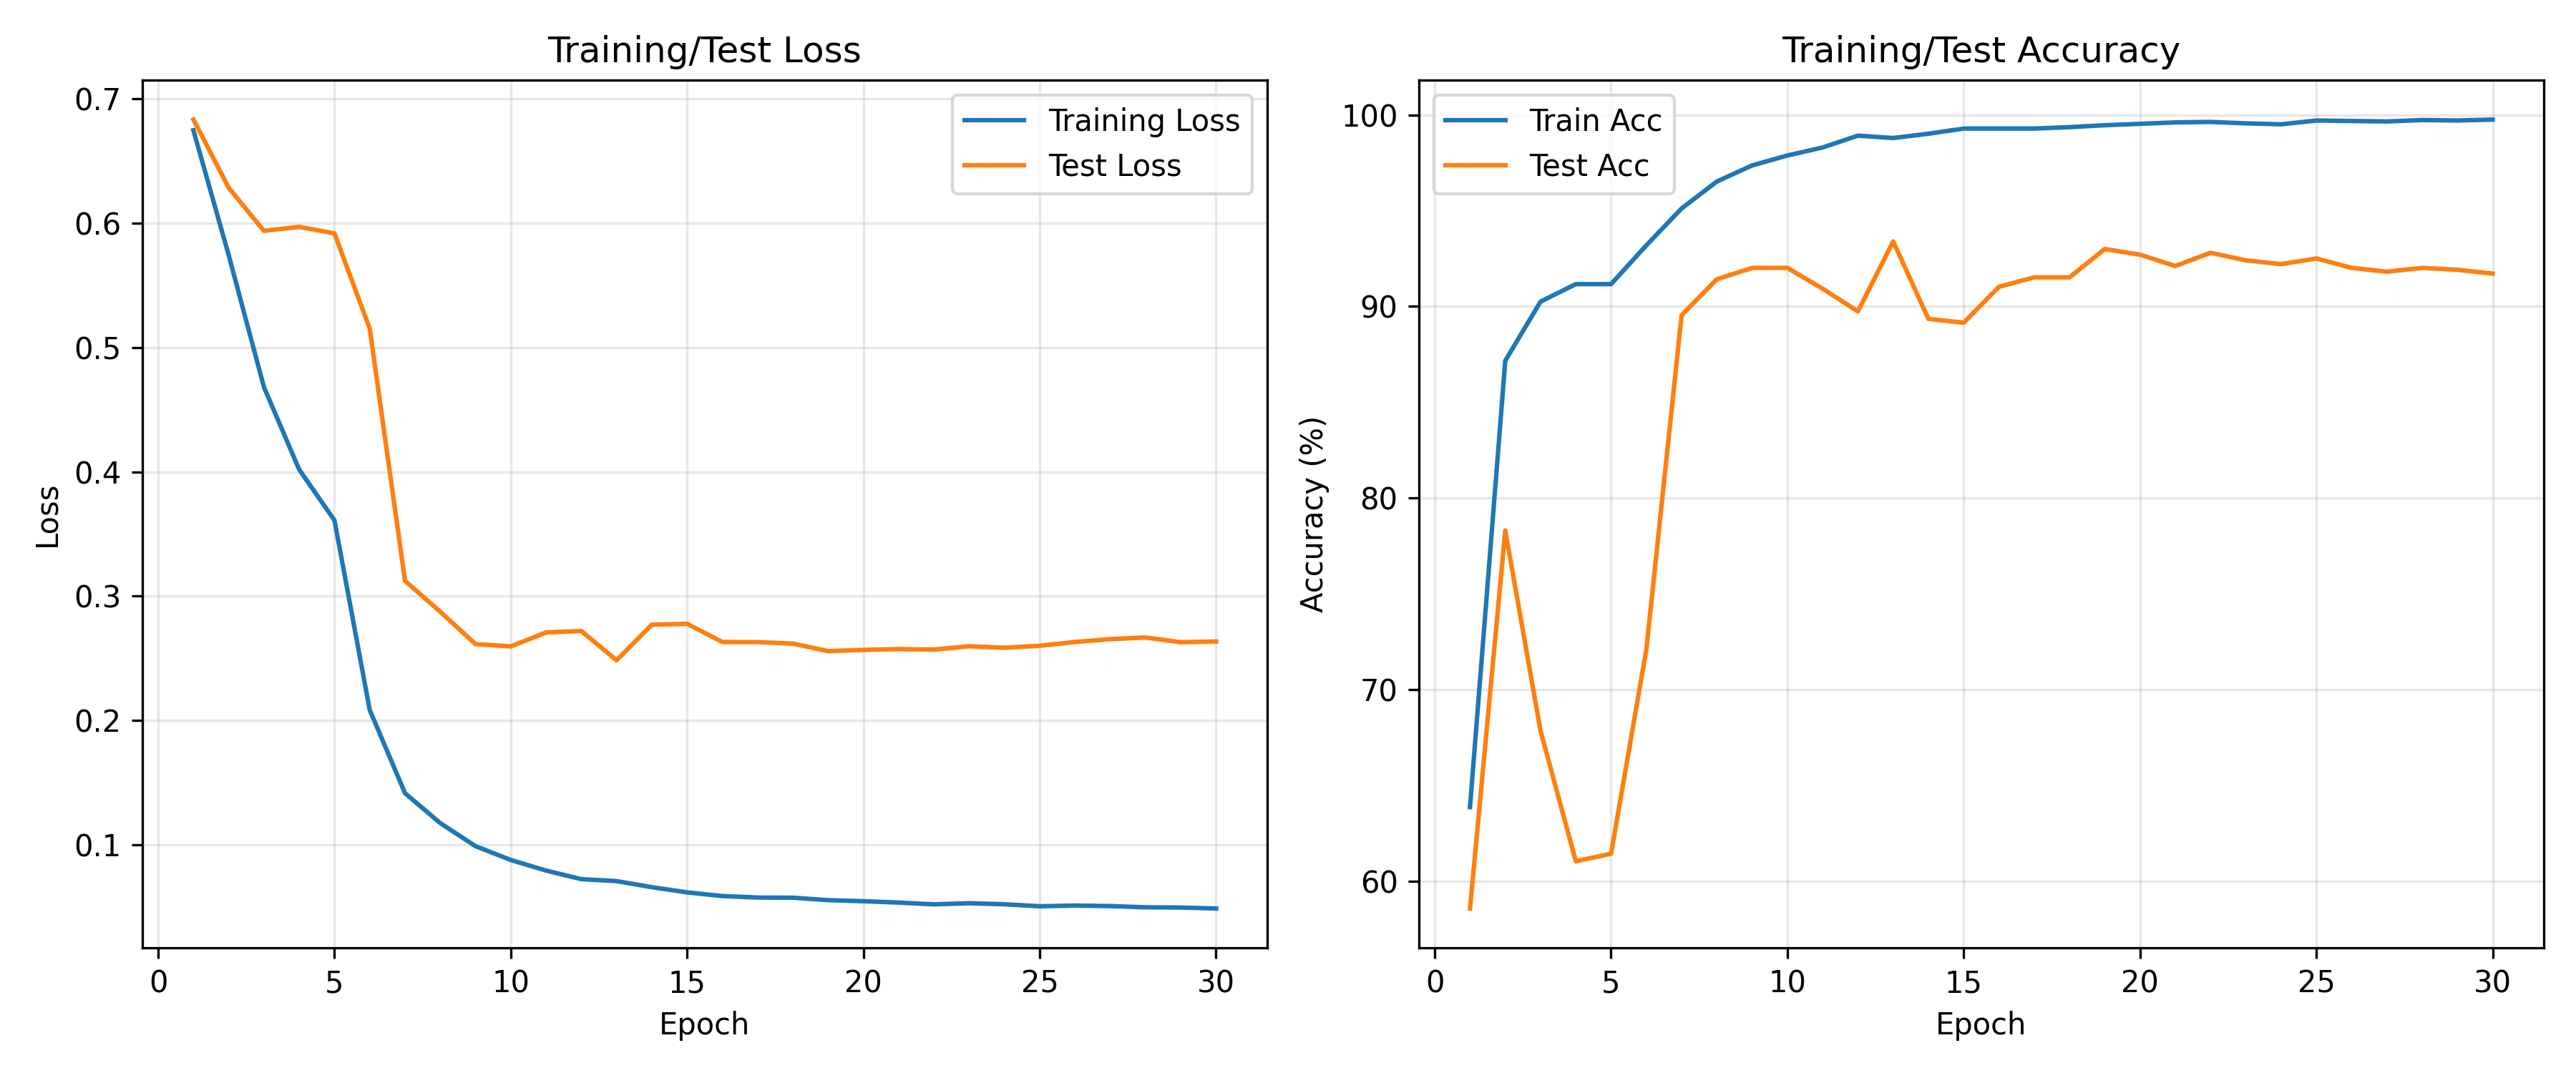 Training/Test Loss
Training Loss
Test Loss
0.7
0.6
0.5
0.4
0.3
0.2
0.1
Loss
0 5 10 15 20 25 30
Epoch
Training/Test Accuracy
Train Acc
Test Acc
100
90
80
70
60
Accuracy (%)
0 5 10 15 20 25 30
Epoch